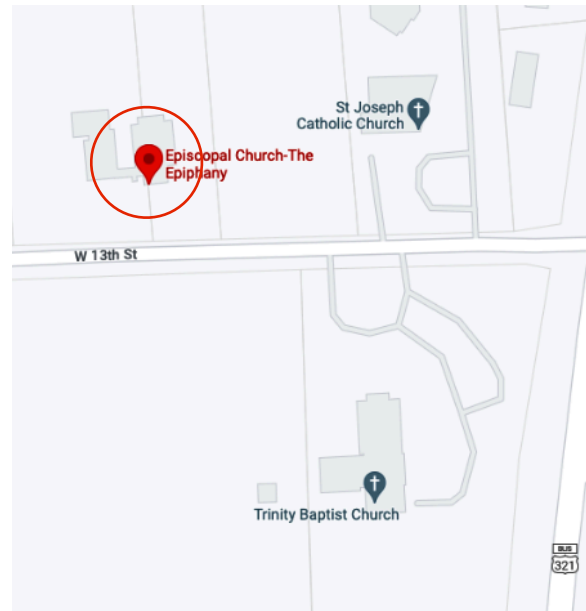 St Joseph
Catholic Church
Episcopal Church-The
Epiphany
W 13th St
Trinity Baptist Church
BUS
321